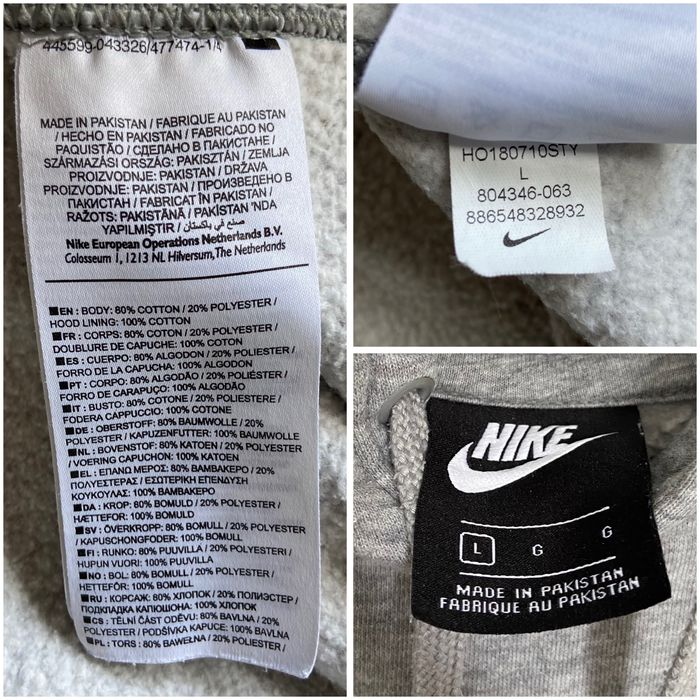 445599-043326/477474-1/A
MADE IN PAKISTAN / FABRIQUE AU PAKISTAN
/ HECHO EN PAKISTAN / FABRICADO NO
PAQUISTÃO / СДЕЛАНО В ПАКИСТАНЕ /
SZÁRMAZÁSI ORSZÁG: PAKISZTÁN / ZEMLJA
PROIZVODNJE: PAKISTAN / DRŽAVA
PROIZVODNJE: PAKISTAN / ПРОИЗВЕДЕНО В
ПАКИСТАН / FABRICAT ÎN PAKISTAN /
RAŽOTS: PAKISTĀNĀ / PAKİSTAN 'NDA
YAPILMIŞTIR / صنع في باكستان
Nike European Operations Netherlands B.V.
Colosseum 1, 1213 NL Hilversum, The Netherlands
EN : BODY: 80% COTTON / 20% POLYESTER /
HOOD LINING: 100% COTTON
FR : CORPS: 80% COTON / 20% POLYESTER /
DOUBLURE DE CAPUCHE: 100% COTON
ES : CUERPO: 80% ALGODON / 20% POLIESTER /
FORRO DE LA CAPUCHA: 100% ALGODON
PT : CORPO: 80% ALGODÃO / 20% POLIÉSTER /
FORRO DE CARAPUÇO: 100% ALGODÃO
IT : BUSTO: 80% COTONE / 20% POLIESTERE /
FODERA CAPPUCCIO: 100% COTONE
DE : OBERSTOFF: 80% BAUMWOLLE / 20%
POLYESTER / KAPUZENFUTTER: 100% BAUMWOLLE
NL : BOVENSTOF: 80% KATOEN / 20% POLYESTER
/ VOERING CAPUCHON: 100% KATOEN
EL : ΕΠΑΝΩ ΜΕΡΟΣ: 80% ΒΑΜΒΑΚΕΡΟ / 20%
ΠΟΛΥΕΣΤΕΡΑΣ / ΕΣΩΤΕΡΙΚΗ ΕΠΕΝΔΥΣΗ
ΚΟΥΚΟΥΛΑΣ: 100% ΒΑΜΒΑΚΕΡΟ
DA : KROP: 80% BOMULD / 20% POLYESTER /
HÆTTEFOR: 100% BOMULD
SV : ÖVERKROPP: 80% BOMULL / 20% POLYESTER
/ KAPUSCHONGFODER: 100% BOMULL
FI : RUNKO: 80% PUUVILLA / 20% POLYESTERI /
HUPUN VUORI: 100% PUUVILLA
NO : BOL: 80% BOMULL / 20% POLYESTER /
HETTEFÔR: 100% BOMULL
RU : КОРСАЖ: 80% ХЛОПОК / 20% ПОЛИЭСТЕР /
ПОДКЛАДКА КАПЮШОНА: 100% ХЛОПОК
CS : TĚLNÍ ČÁST ODĚVU: 80% BAVLNA / 20%
POLYESTER / PODŠÍVKA KAPUCE: 100% BAVLNA
PL : TORS: 80% BAWEŁNA / 20% POLIESTER /
HO180710STY
L
804346-063
886548328932
NIKE
L G G
MADE IN PAKISTAN
FABRIQUE AU PAKISTAN